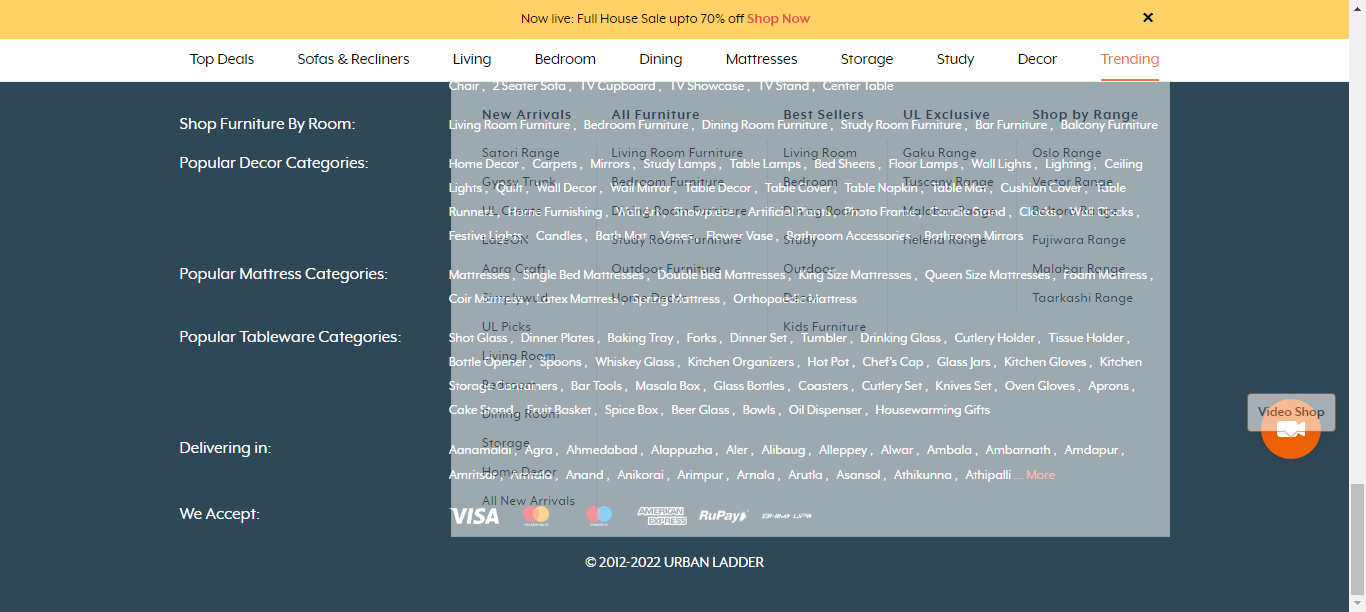 Now live: Full House Sale upto 70% off Shop Now ×
Top Deals Sofas & Recliners Living Bedroom Dining Mattresses Storage Study Decor Trending
Chair , 2 Seater Sofa , TV Cupboard , TV Showcase , TV Stand , Center Table
Shop Furniture By Room:
Living Room Furniture , Bedroom Furniture , Dining Room Furniture , Study Room Furniture , Bar Furniture , Balcony Furniture
Popular Decor Categories:
Home Decor , Carpets , Mirrors , Study Lamps , Table Lamps , Bed Sheets , Floor Lamps , Wall Lights , Lighting , Ceiling
Lights , Quilt , Wall Decor , Wall Mirror , Table Decor , Table Cover , Table Napkin , Table Mat , Cushion Cover , Table
Runner , Home Furnishing , Wall Art , Showpiece , Artificial Plants , Photo Frame , Candle Stand , Clocks , Wall Clocks ,
Festive Lights , Candles , Bath Mat , Vases , Flower Vase , Bathroom Accessories , Bathroom Mirrors
Popular Mattress Categories:
Mattresses , Single Bed Mattresses , Double Bed Mattresses , King Size Mattresses , Queen Size Mattresses , Foam Mattress ,
Coir Mattress , Latex Mattress , Spring Mattress , Orthopaedic Mattress
Popular Tableware Categories:
Shot Glass , Dinner Plates , Baking Tray , Forks , Dinner Set , Tumbler , Drinking Glass , Cutlery Holder , Tissue Holder ,
Bottle Opener , Spoons , Whiskey Glass , Kitchen Organizers , Hot Pot , Chef's Cap , Glass Jars , Kitchen Gloves , Kitchen
Storage Containers , Bar Tools , Masala Box , Glass Bottles , Coasters , Cutlery Set , Knives Set , Oven Gloves , Aprons ,
Cake Stand , Fruit Basket , Spice Box , Beer Glass , Bowls , Oil Dispenser , Housewarming Gifts
Delivering in:
Aanamalai , Agra , Ahmedabad , Alappuzha , Aler , Alibaug , Alleppey , Alwar , Ambala , Ambarnath , Amdapur ,
Amritsar , Amtala , Anand , Anikorai , Arimpur , Arnala , Arutla , Asansol , Athikunna , Athipalli ... More
We Accept:
VISA AMERICAN EXPRESS RuPay BHIM UPI
New Arrivals
Satori Range
Gypsy Trunk
UL Create
Agra Craft
Simplywud
UL Picks
Living Room
Bedroom
Dining Room
Storage
Home Decor
All New Arrivals
All Furniture
Living Room Furniture
Bedroom Furniture
Dining Room Furniture
Study Room Furniture
Outdoor Furniture
Home Decor
Best Sellers
Living Room
Bedroom
Dining Room
Study
Outdoor
Decor
Kids Furniture
UL Exclusive
Gaku Range
Tuscany Range
Malabar Range
Helena Range
Shop by Range
Oslo Range
Vector Range
Range
Fujiwara Range
Malabar Range
Taarkashi Range
Video Shop
© 2012-2022 URBAN LADDER